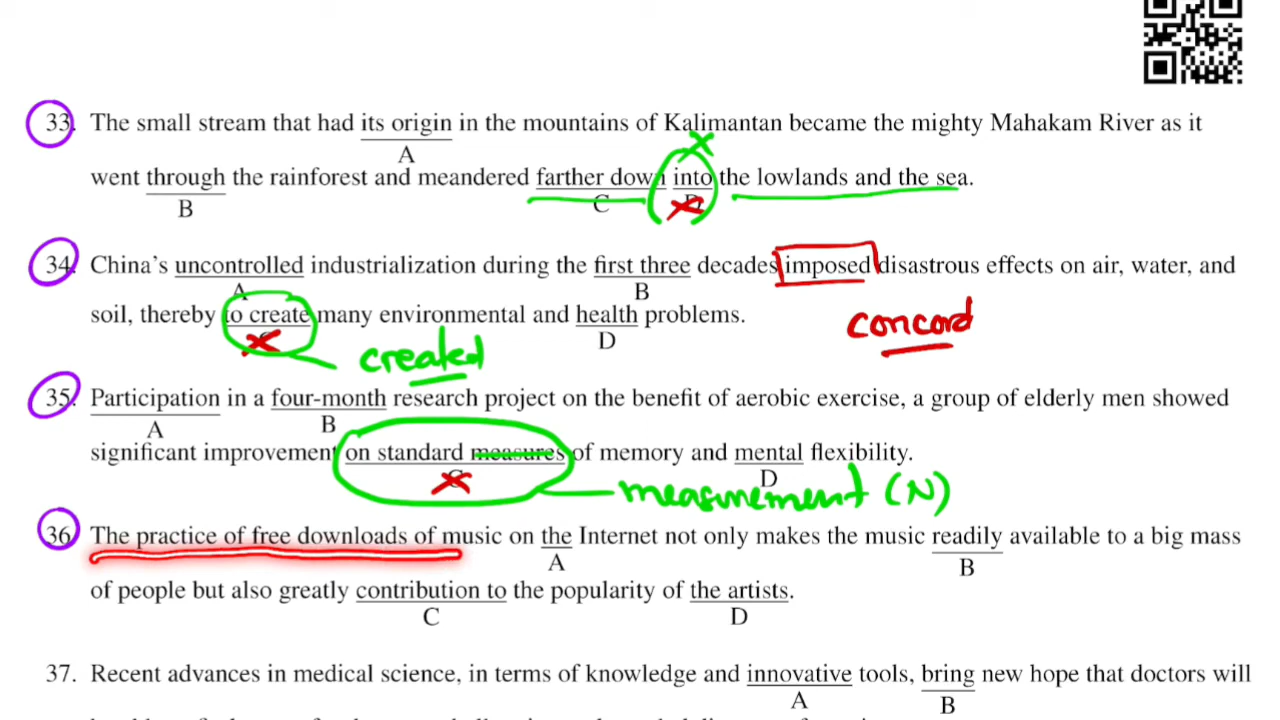 33. The small stream that had its origin in the mountains of Kalimantan became the mighty Mahakam River as it
A
went through the rainforest and meandered farther down into the lowlands and the sea.
B C D
34. China's uncontrolled industrialization during the first three decades imposed disastrous effects on air, water, and
A B
soil, thereby to create many environmental and health problems.
C D
concord
created
35. Participation in a four-month research project on the benefit of aerobic exercise, a group of elderly men showed
A B
significant improvement on standard measures of memory and mental flexibility.
C D
measurement (N)
36. The practice of free downloads of music on the Internet not only makes the music readily available to a big mass
A B
of people but also greatly contribution to the popularity of the artists.
C D
37. Recent advances in medical science, in terms of knowledge and innovative tools, bring new hope that doctors will
A B